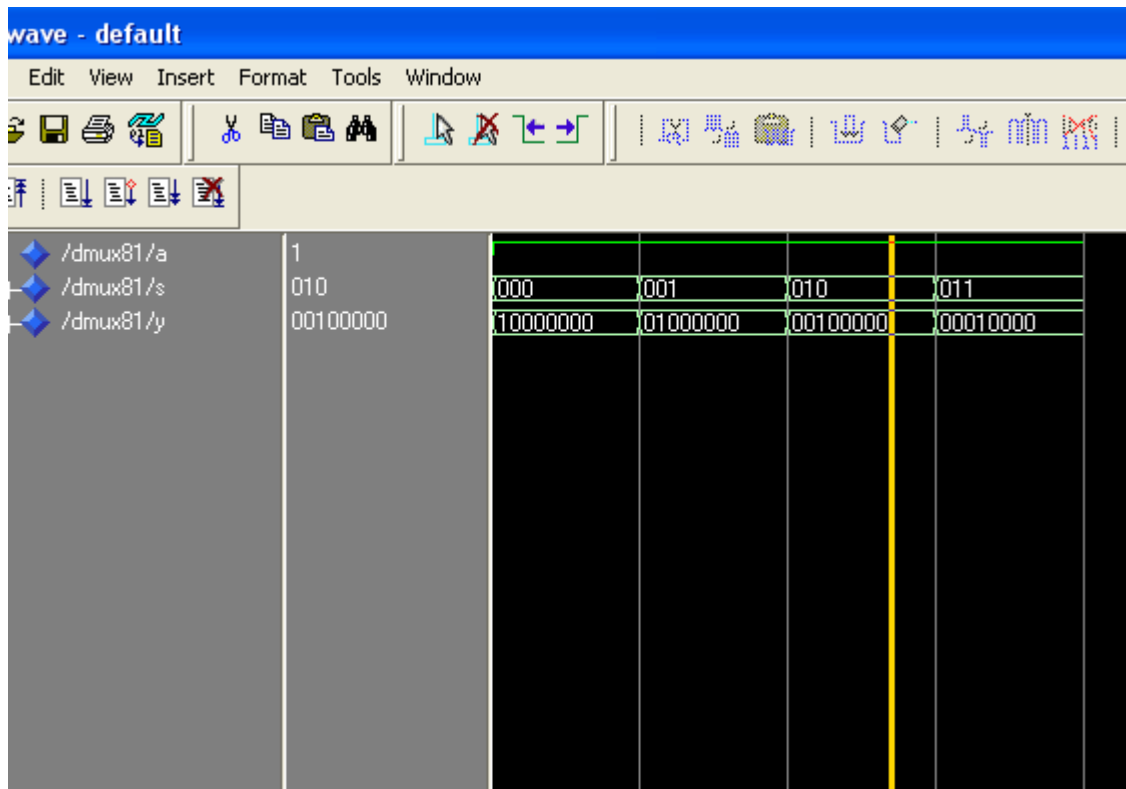 wave - default
Edit View Insert Format Tools Window
/dmux81/a 1
/dmux81/s 010 000 001 010 011
/dmux81/y 00100000 10000000 01000000 00100000 00010000